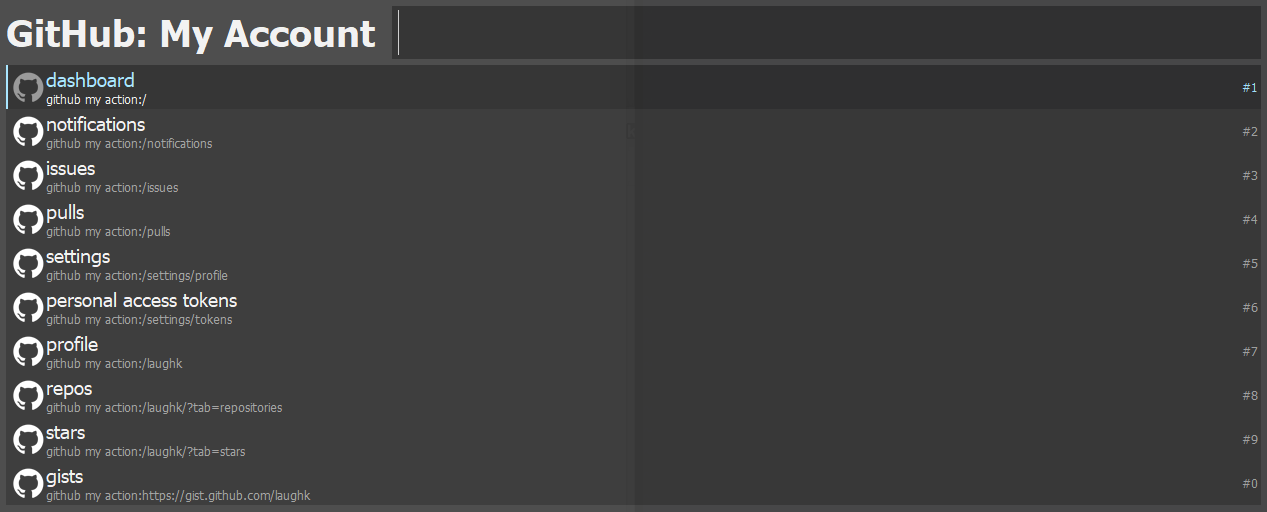 GitHub: My Account
dashboard
github my action:/
#1
notifications
github my action:/notifications
#2
issues
github my action:/issues
#3
pulls
github my action:/pulls
#4
settings
github my action:/settings/profile
#5
personal access tokens
github my action:/settings/tokens
#6
profile
github my action:/laughk
#7
repos
github my action:/laughk/?tab=repositories
#8
stars
github my action:/laughk/?tab=stars
#9
gists
github my action:https://gist.github.com/laughk
#0